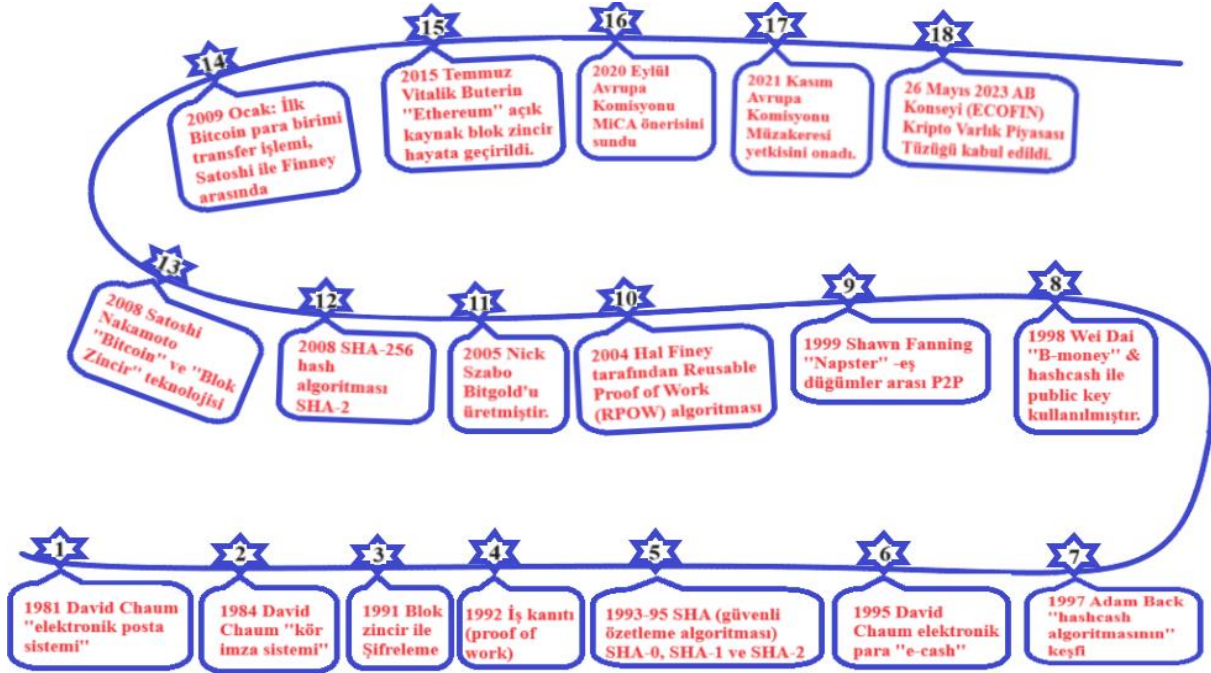 14
2009 Ocak: İlk
Bitcoin para birimi
transfer işlemi,
Satoshi ile Finney
arasında
15
2015 Temmuz
Vitalik Buterin
"Ethereum" açık
kaynak blok zincir
hayata geçirildi.
16
2020 Eylül
Avrupa
Komisyonu
MiCA önerisini
sundu
17
2021 Kasım
Avrupa
Komisyonu
Müzakeresi
yetkisini onadı.
18
26 Mayıs 2023 AB
Konseyi (ECOFIN)
Kripto Varlık Piyasası
Tüzüğü kabul edildi.
13
2008 Satoshi
Nakamoto
"Bitcoin" ve "Blok
Zincir" teknolojisi
12
2008 SHA-256
hash
algoritması
SHA-2
11
2005 Nick
Szabo
Bitgold'u
üretmiştir.
10
2004 Hal Finey
tarafından Reusable
Proof of Work
(RPOW) algoritması
9
1999 Shawn Fanning
"Napster" -eş
düğümler arası P2P
8
1998 Wei Dai
"B-money" &
hashcash ile
public key
kullanılmıştır.
1
1981 David Chaum
"elektronik posta
sistemi"
2
1984 David
Chaum "kör
imza sistemi"
3
1991 Blok
zincir ile
Şifreleme
4
1992 İş kanıtı
(proof of
work)
5
1993-95 SHA (güvenli
özetleme algoritması)
SHA-0, SHA-1 ve SHA-2
6
1995 David
Chaum elektronik
para "e-cash"
7
1997 Adam Back
"hashcash
algoritmasının"
keşfi